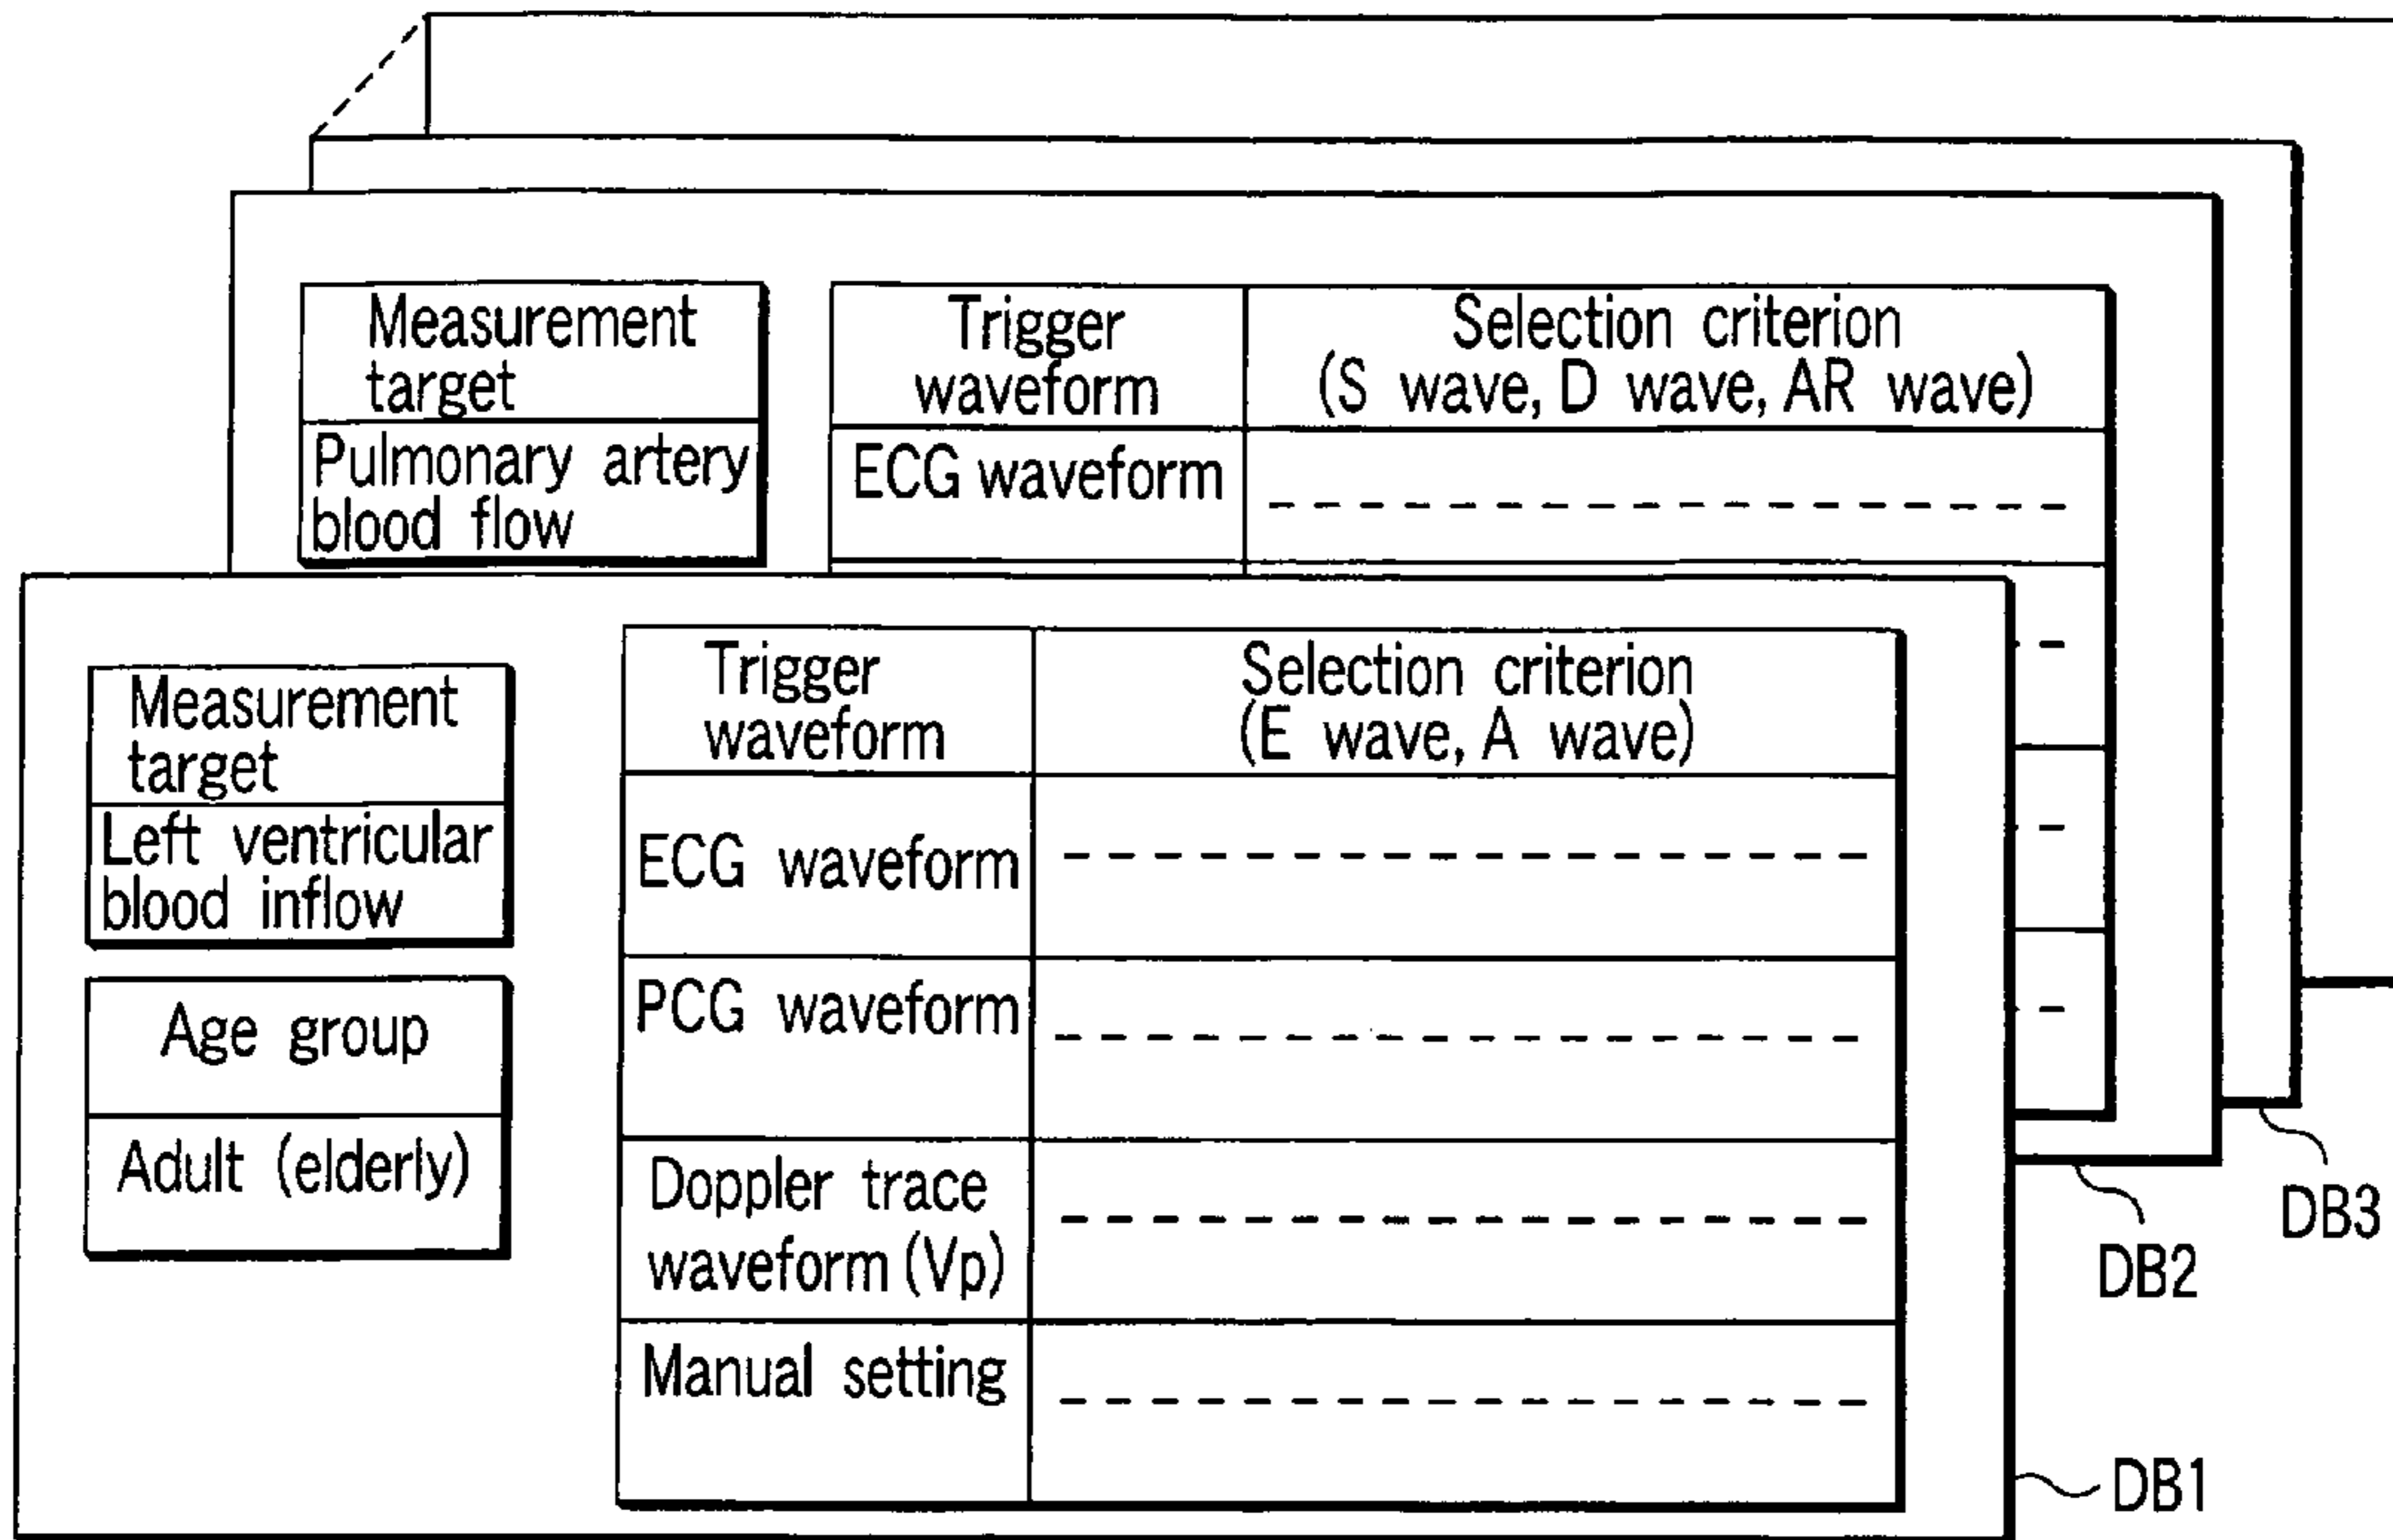 Measurement
target
Pulmonary artery
blood flow
Trigger
waveform
Selection criterion
(S wave, D wave, AR wave)
ECG waveform
Measurement
target
Left ventricular
blood inflow
Age group
Adult (elderly)
Trigger
waveform
Selection criterion
(E wave, A wave)
ECG waveform
PCG waveform
Doppler trace
waveform (Vp)
Manual setting
DB3
DB2
DB1